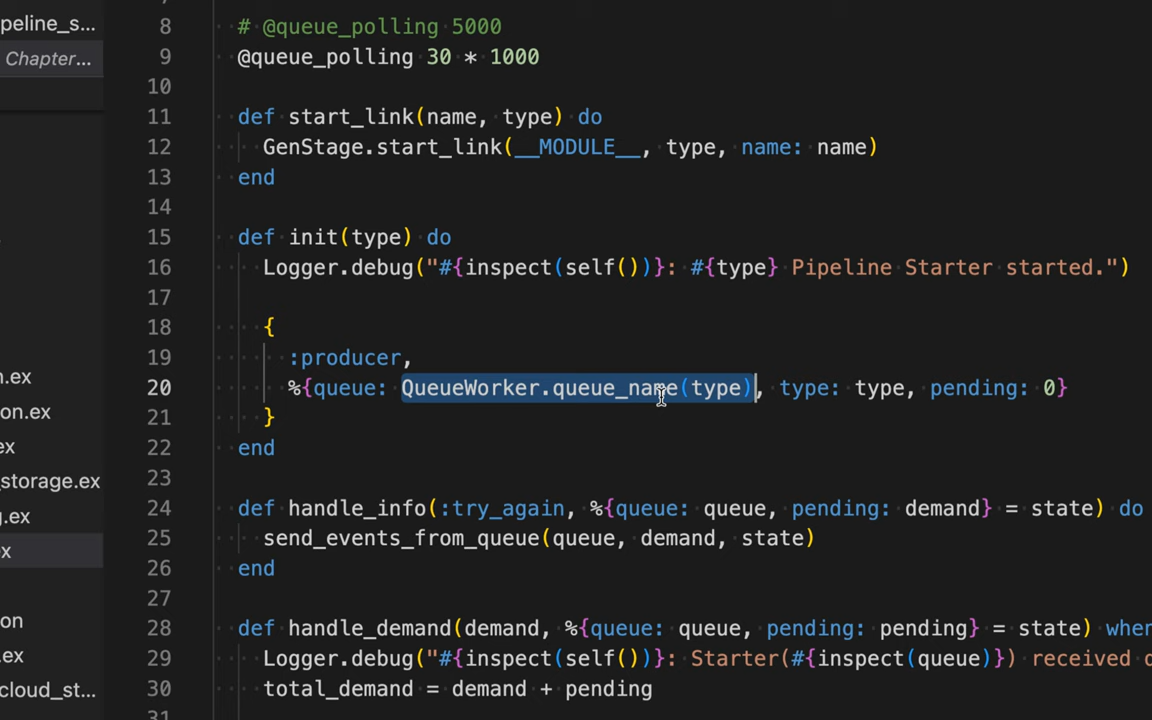 peline_s...
Chapter...
n.ex
on.ex
ex
_storage.ex
g.ex
ex
on
.ex
cloud_st...
8 # @queue_polling 5000
9 @queue_polling 30 * 1000
10
11 def start_link(name, type) do
12 GenStage.start_link(__MODULE__, type, name: name)
13 end
14
15 def init(type) do
16 Logger.debug("#{inspect(self())}: #{type} Pipeline Starter started.")
17
18 {
19 :producer,
20 %{queue: QueueWorker.queue_name(type), type: type, pending: 0}
21 }
22 end
23
24 def handle_info(:try_again, %{queue: queue, pending: demand} = state) do
25 send_events_from_queue(queue, demand, state)
26 end
27
28 def handle_demand(demand, %{queue: queue, pending: pending} = state) when
29 Logger.debug("#{inspect(self())}: Starter(#{inspect(queue)}) received
30 total_demand = demand + pending